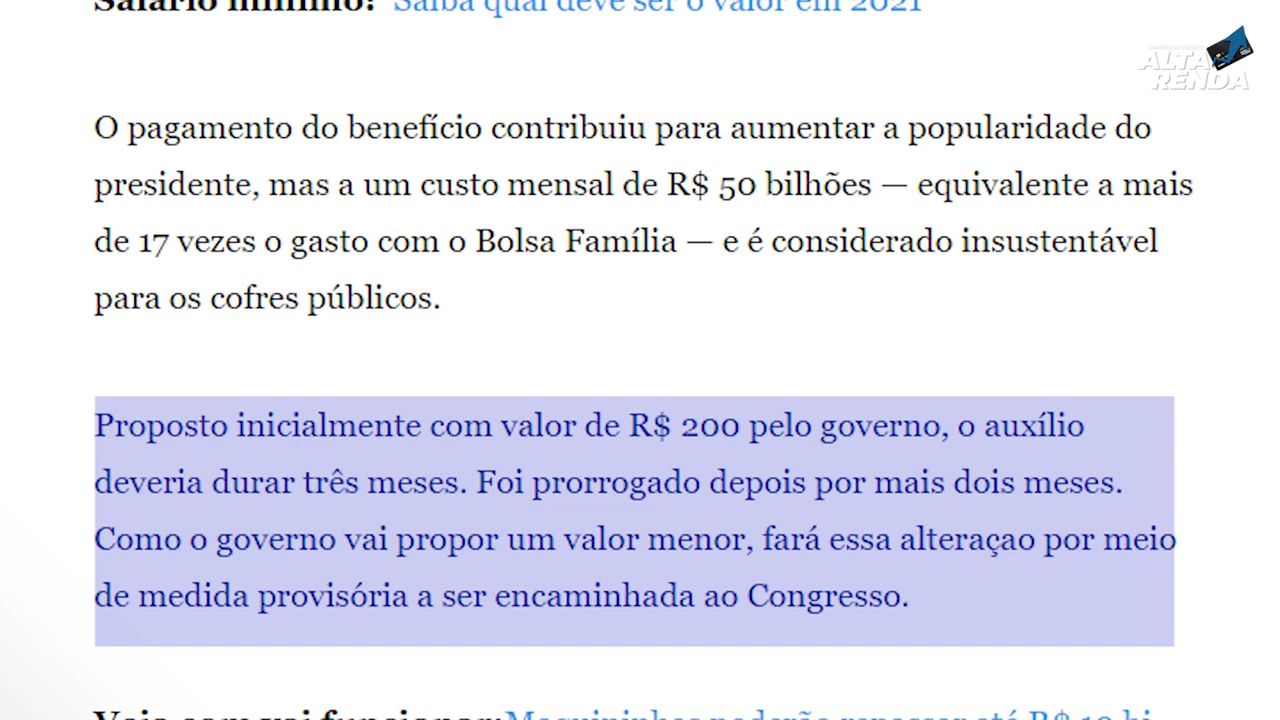 Salário mínimo? Saiba qual deve ser o valor em 2021
CARTÕES DE CRÉDITO
ALTA
RENDA
O pagamento do benefício contribuiu para aumentar a popularidade do
presidente, mas a um custo mensal de R$ 50 bilhões — equivalente a mais
de 17 vezes o gasto com o Bolsa Família — e é considerado insustentável
para os cofres públicos.
Proposto inicialmente com valor de R$ 200 pelo governo, o auxílio
deveria durar três meses. Foi prorrogado depois por mais dois meses.
Como o governo vai propor um valor menor, fará essa alteraçao por meio
de medida provisória a ser encaminhada ao Congresso.
Veja com vai funcionar: Maquininhas poderão repassar até R$ 10 bi